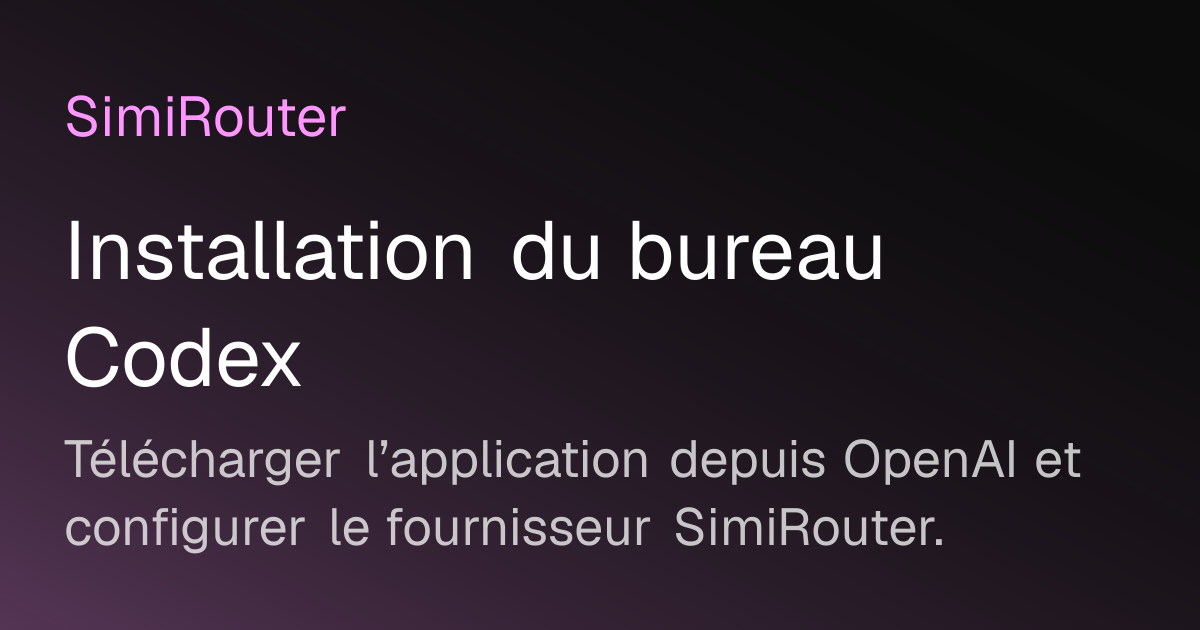 SimiRouter
Installation du bureau
Codex
Télécharger l’application depuis OpenAI et
configurer le fournisseur SimiRouter.